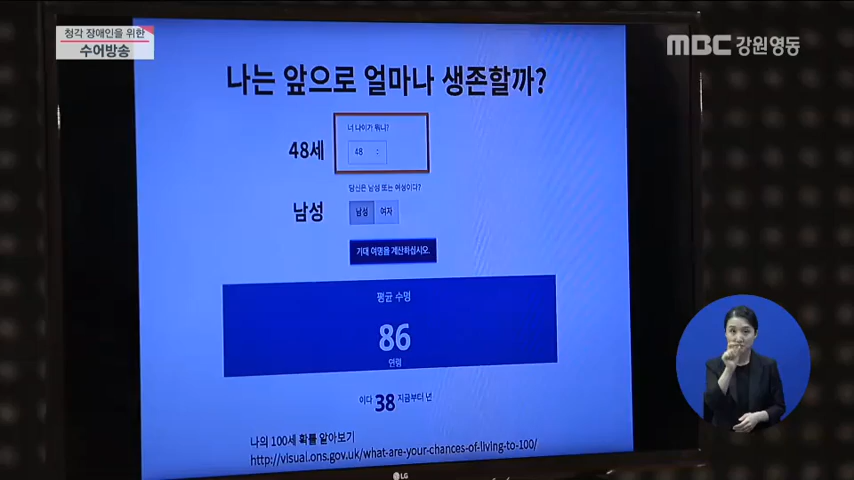 청각 장애인을 위한
수어방송
MBC강원영동
나는 앞으로 얼마나 생존할까?
너 나이가 뭐니?
48세
48
당신은 남성 또는 여성이다?
남성
남성 여자
기대 여명을 계산하십시오.
평균 수명
86
연령
이다 38 지금부터 년
나의 100세 확률 알아보기
http://visual.ons.gov.uk/what-are-your-chances-of-living-to-100/
LG